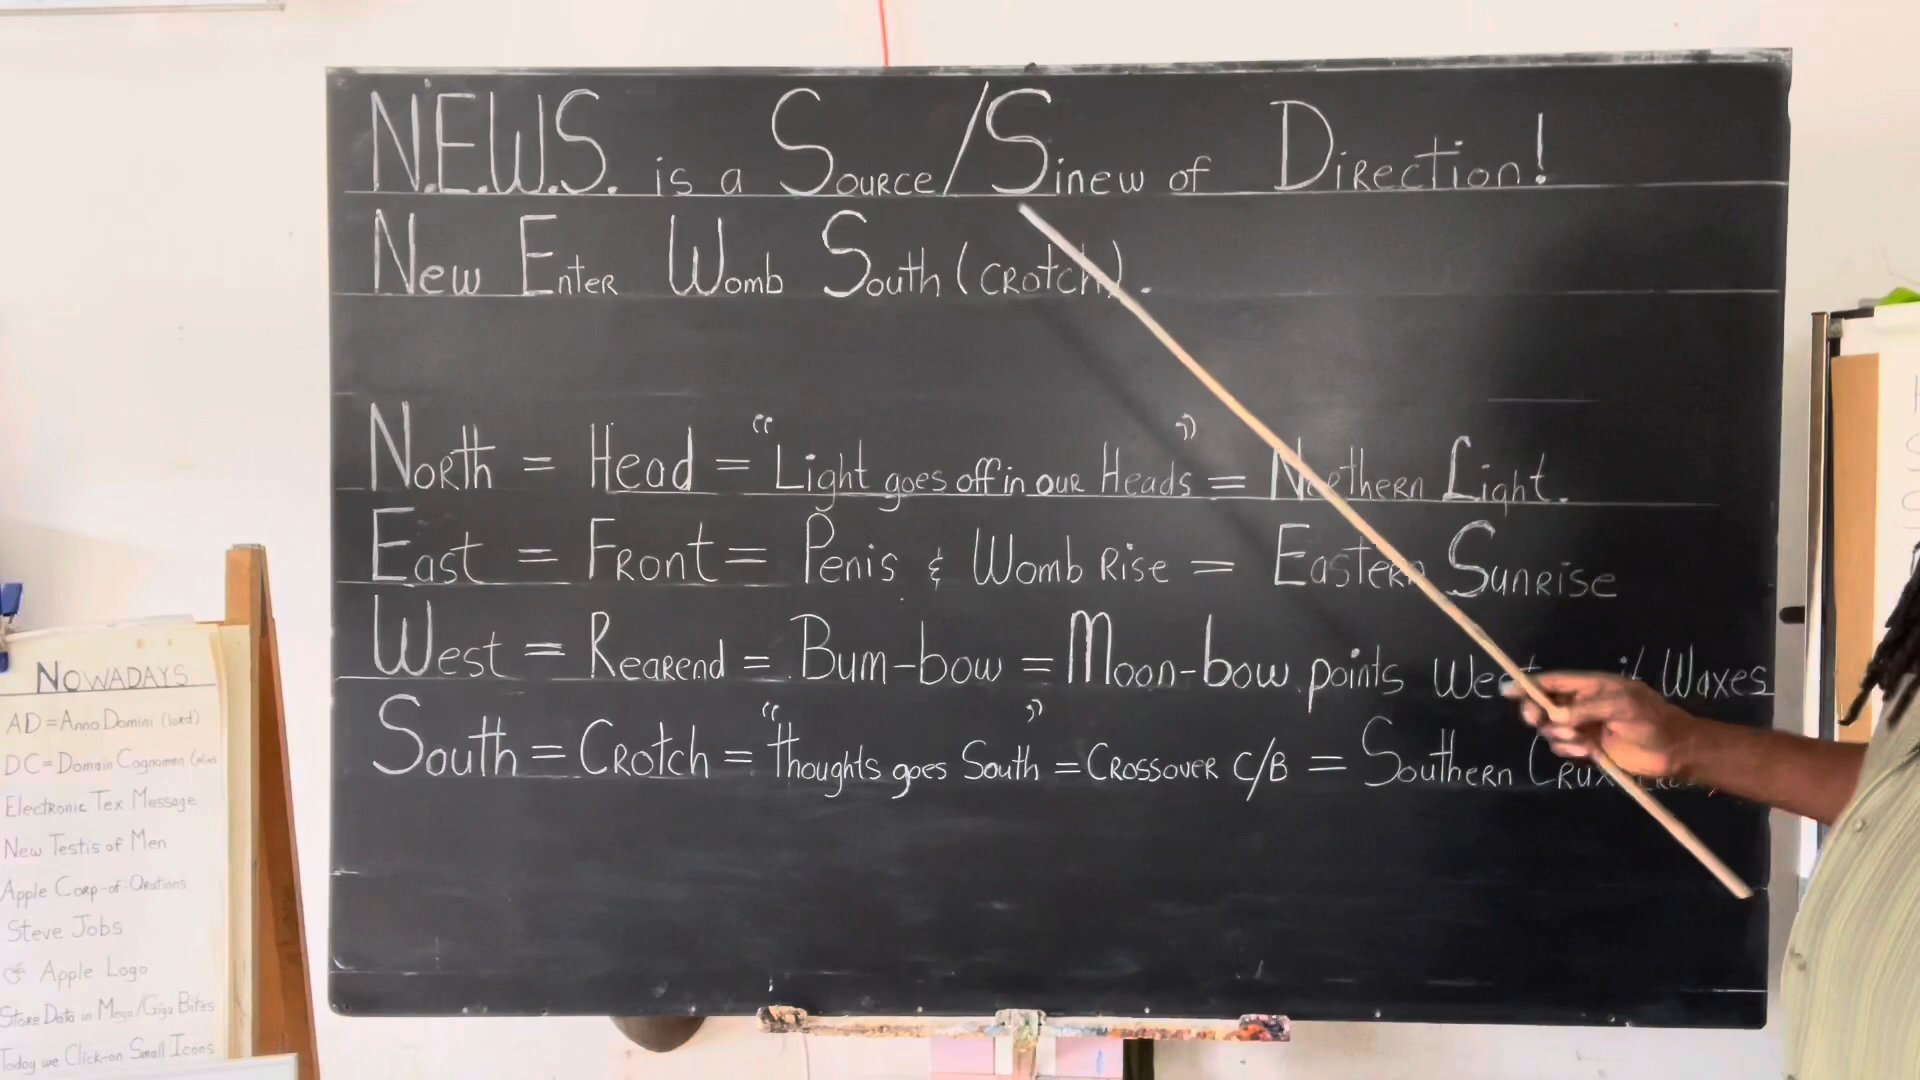 N.E.W.S. is a Source/Sinew of Direction!
New Enter Womb South (crotch).
North = Head = "Light goes off in our Heads" = Northern Light.
East = Front = Penis & Womb Rise = Eastern Sunrise
West = Rearend = Bum-bow = Moon-bow points it Waxes
South = Crotch = "Thoughts goes South" = Crossover C/B = Southern Crux
NOWADAYS
AD = Anno Domini (lord)
DC = Domain Cognomen (alias
Electronic Tex Message
New Testis of Men
Apple Corp-of-Orations
Steve Jobs
Apple Logo
Store Data in Mega/Giga Bites
Today we Click-on Small Icons